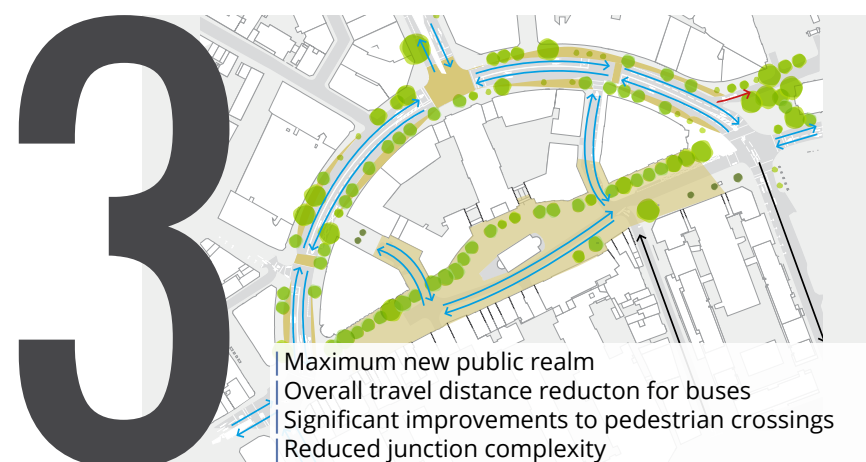 3
Maximum new public realm
Overall travel distance reducton for buses
Significant improvements to pedestrian crossings
Reduced junction complexity